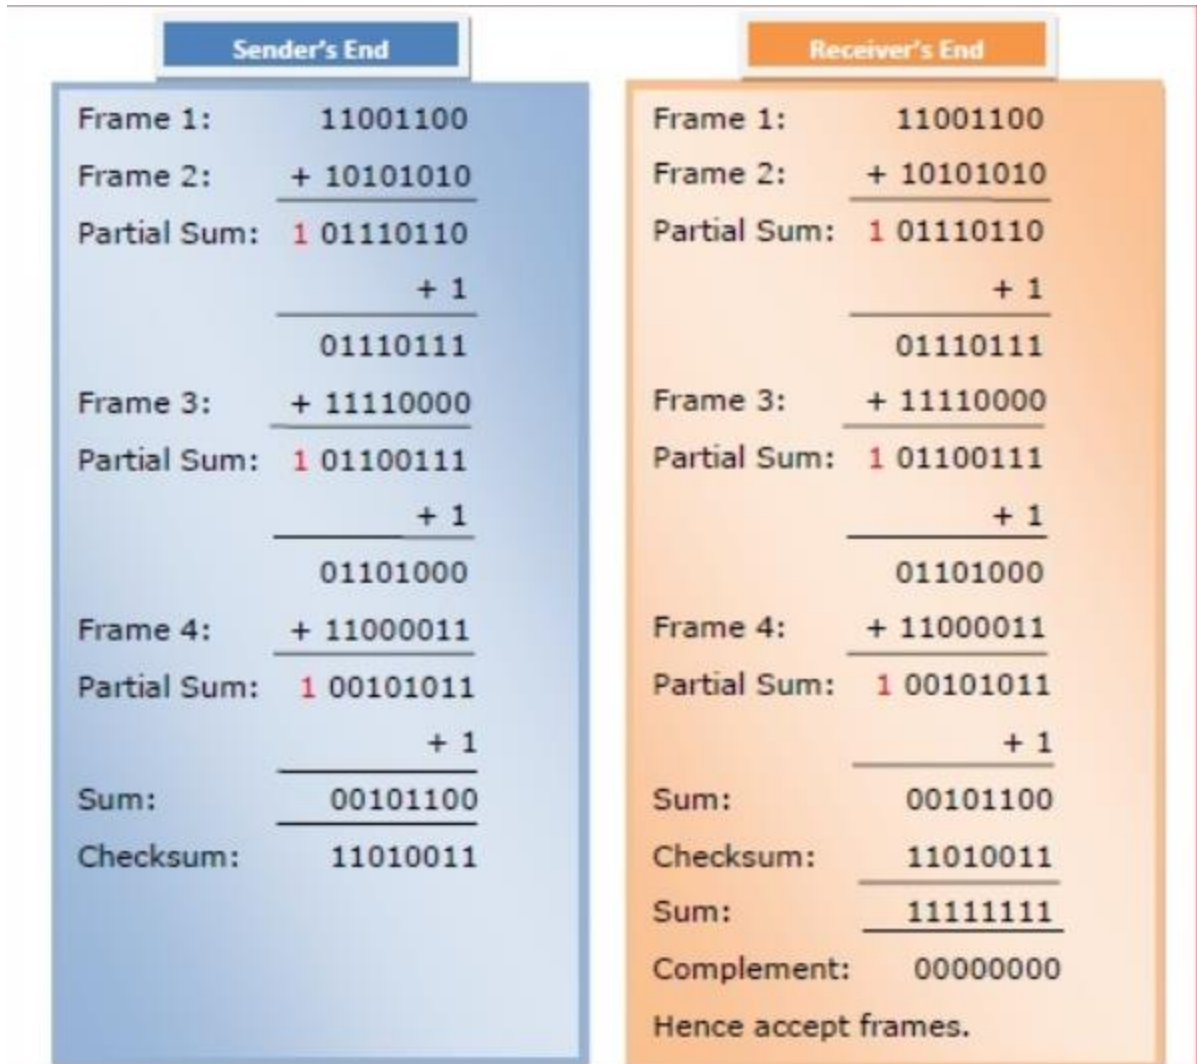 Sender's End
Frame 1: 11001100
Frame 2: + 10101010
Partial Sum: 1 01110110
+ 1
01110111
Frame 3: + 11110000
Partial Sum: 1 01100111
+ 1
01101000
Frame 4: + 11000011
Partial Sum: 1 00101011
+ 1
Sum: 00101100
Checksum: 11010011
Receiver's End
Frame 1: 11001100
Frame 2: + 10101010
Partial Sum: 1 01110110
+ 1
01110111
Frame 3: + 11110000
Partial Sum: 1 01100111
+ 1
01101000
Frame 4: + 11000011
Partial Sum: 1 00101011
+ 1
Sum: 00101100
Checksum: 11010011
Sum: 11111111
Complement: 00000000
Hence accept frames.